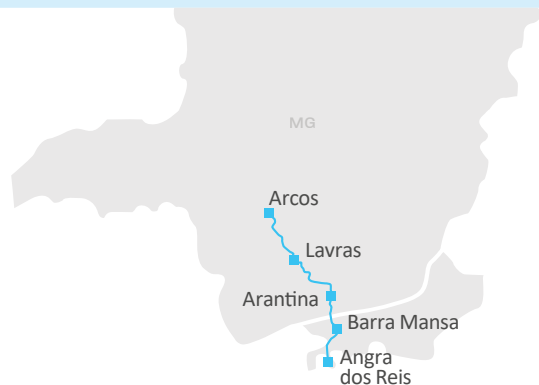 MG
Arcos
Lavras
Arantina
Barra Mansa
Angra
dos Reis